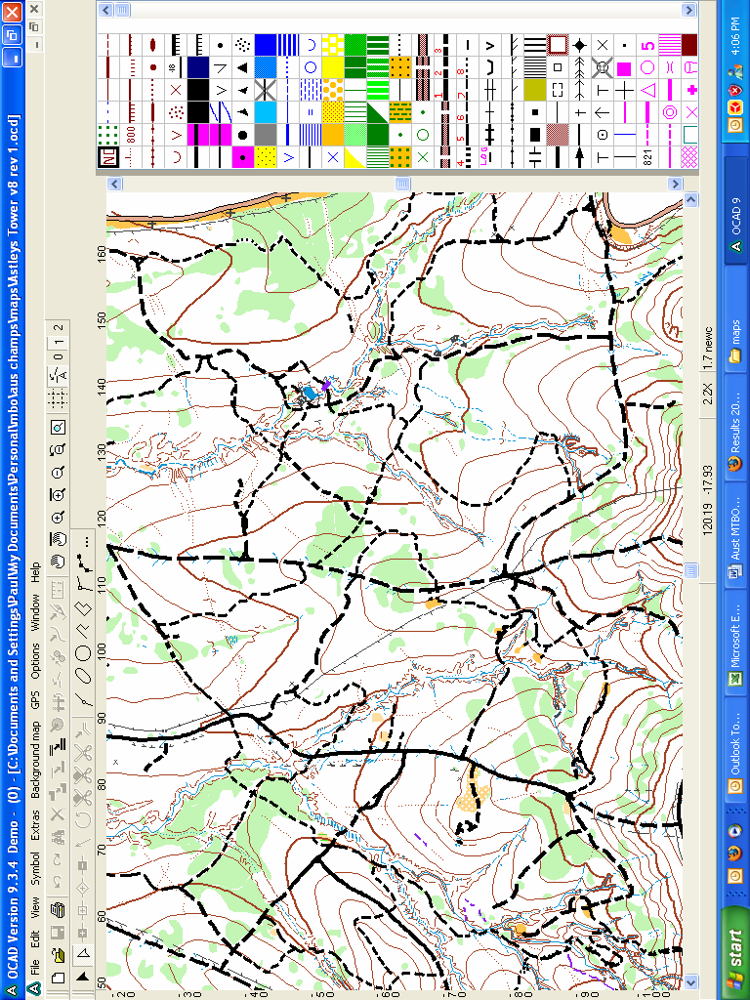 OCAD Version 9.3.4 Demo - (0) - [C:\Documents and Settings\Paul\My Documents\Personal\mbo\aus champs\maps\Astleys Tower v8 rev 1.ocd]
File Edit View Symbol Extras Background map GPS Options Window Help
0 1 2
50 60 70 80 90 100 110 120 130 140 150 160
-20
-30
-40
-50
-60
-70
-80
-90
-100
800
821
5
120.19 -17.93 2.2X 1.7 newc
start Outlook To... Microsoft E... Aust MTBO... Results 20... maps OCAD 9 4:06 PM